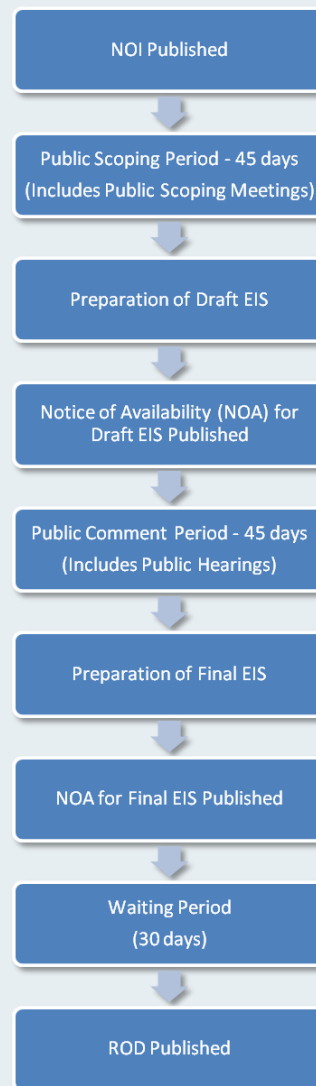 NOI Published
Public Scoping Period - 45 days
(Includes Public Scoping Meetings)
Preparation of Draft EIS
Notice of Availability (NOA) for
Draft EIS Published
Public Comment Period - 45 days
(Includes Public Hearings)
Preparation of Final EIS
NOA for Final EIS Published
Waiting Period
(30 days)
ROD Published